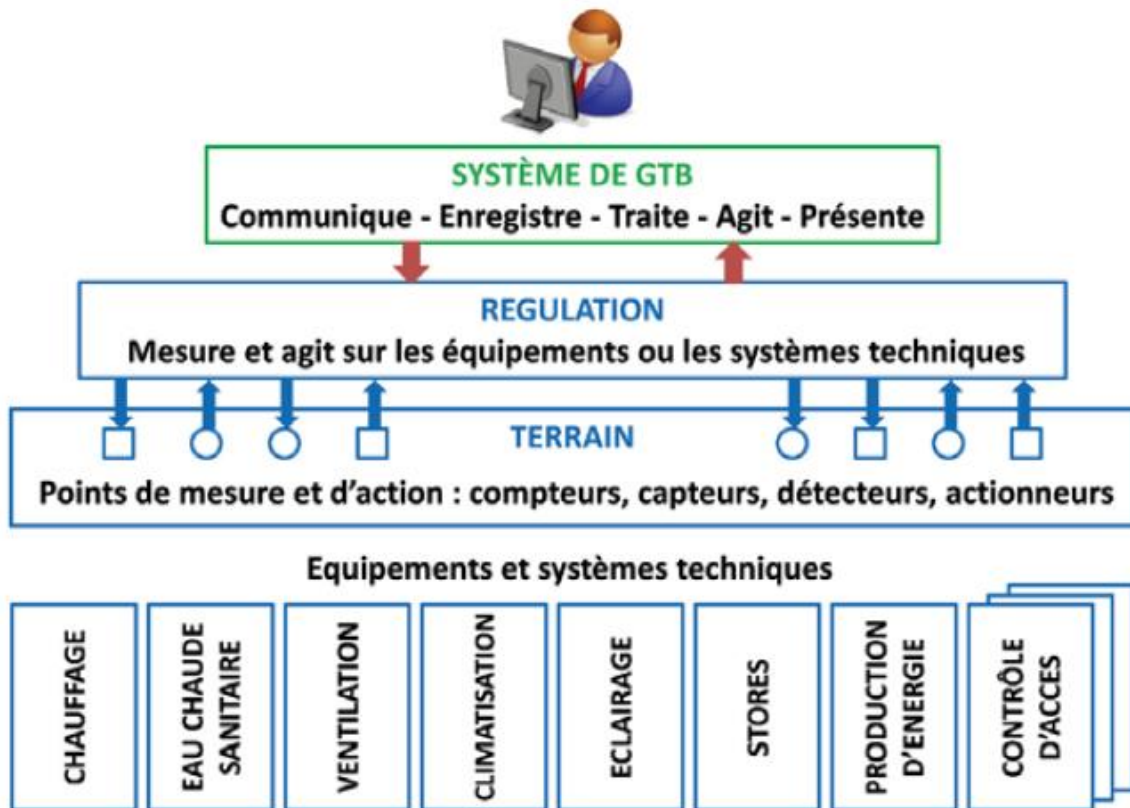 SYSTÈME DE GTB
Communique - Enregistre - Traite - Agit - Présente
REGULATION
Mesure et agit sur les équipements ou les systèmes techniques
TERRAIN
Points de mesure et d'action : compteurs, capteurs, détecteurs, actionneurs
Equipements et systèmes techniques
CHAUFFAGE
EAU CHAUDE
SANITAIRE
VENTILATION
CLIMATISATION
ECLAIRAGE
STORES
PRODUCTION
D'ENERGIE
CONTRÔLE
D'ACCES